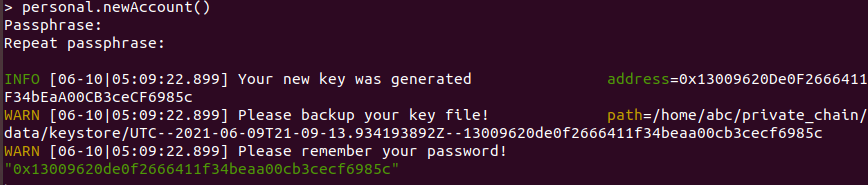 > personal.newAccount()
Passphrase:
Repeat passphrase:
INFO [06-10|05:09:22.899] Your new key was generated address=0x13009620De0F2666411
F34bEaA00CB3ceCF6985c
WARN [06-10|05:09:22.899] Please backup your key file! path=/home/abc/private_chain/
data/keystore/UTC--2021-06-09T21-09-13.934193892Z--13009620de0f2666411f34beaa00cb3cecf6985c
WARN [06-10|05:09:22.899] Please remember your password!
"0x13009620de0f2666411f34beaa00cb3cecf6985c"